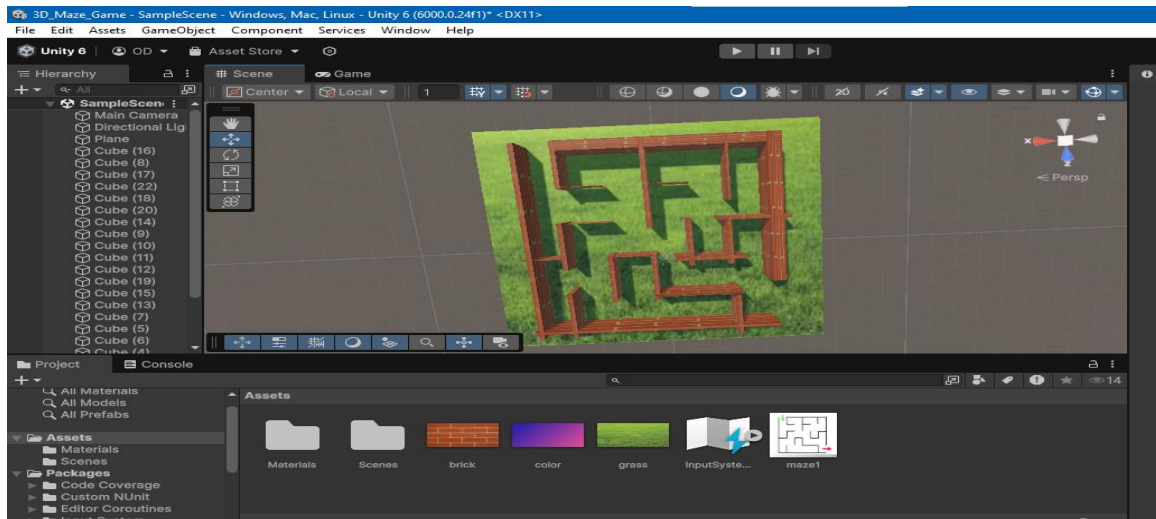 3D_Maze_Game - SampleScene - Windows, Mac, Linux - Unity 6 (6000.0.24f1)* <DX11>
File Edit Assets GameObject Component Services Window Help
Unity 6 OD Asset Store
Hierarchy
Scene Game
All
Center Local 1
2D
SampleScen
Main Camera
Directional Lig
Plane
Cube (16)
Cube (8)
Cube (17)
Cube (22)
Cube (18)
Cube (20)
Cube (14)
Cube (9)
Cube (10)
Cube (11)
Cube (12)
Cube (19)
Cube (15)
Cube (13)
Cube (7)
Cube (5)
Cube (6)
Cube (4)
x
z
< Persp
Project Console
14
All Materials
All Models
All Prefabs
Assets
Materials
Scenes
Packages
Code Coverage
Custom NUnit
Editor Coroutines
Assets
Materials Scenes brick color grass InputSyste... maze1